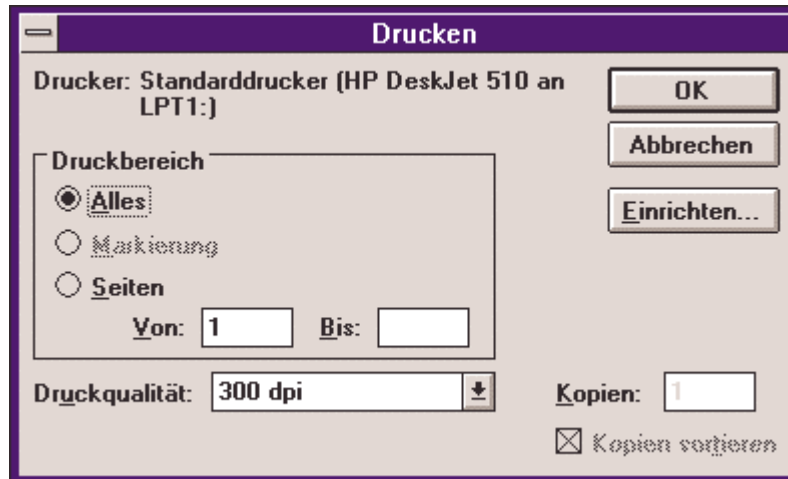 Drucken
Drucker: Standarddrucker (HP DeskJet 510 an
LPT1:)
OK
Abbrechen
Einrichten...
Druckbereich
Alles
Markierung
Seiten
Von: 1 Bis:
Druckqualität: 300 dpi
Kopien: 1
Kopien sortieren